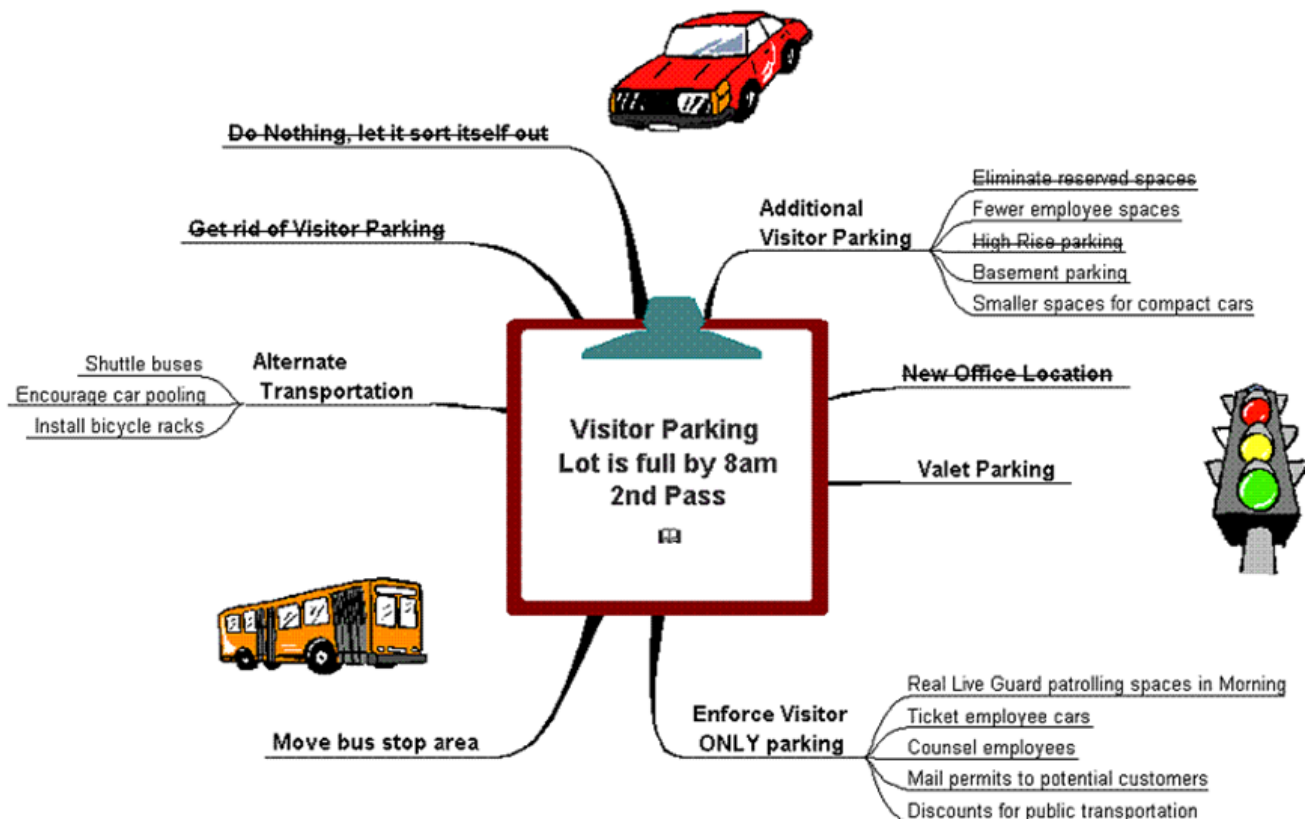 Do Nothing, let it sort itself out
Get rid of Visitor Parking
Alternate
Transportation
Shuttle buses
Encourage car pooling
Install bicycle racks
Additional
Visitor Parking
Eliminate reserved spaces
Fewer employee spaces
High Rise parking
Basement parking
Smaller spaces for compact cars
New Office Location
Valet Parking
Visitor Parking
Lot is full by 8am
2nd Pass
Move bus stop area
Enforce Visitor
ONLY parking
Real Live Guard patrolling spaces in Morning
Ticket employee cars
Counsel employees
Mail permits to potential customers
Discounts for public transportation